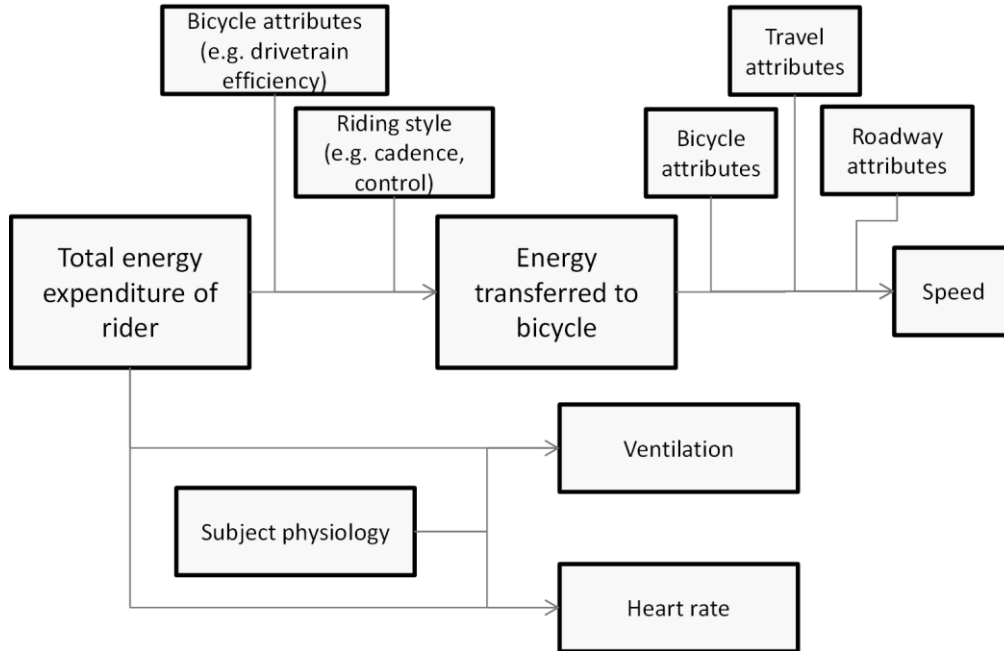 Bicycle attributes
(e.g. drivetrain
efficiency)
Riding style
(e.g. cadence,
control)
Travel
attributes
Bicycle
attributes
Roadway
attributes
Total energy
expenditure of
rider
Energy
transferred to
bicycle
Speed
Ventilation
Subject physiology
Heart rate